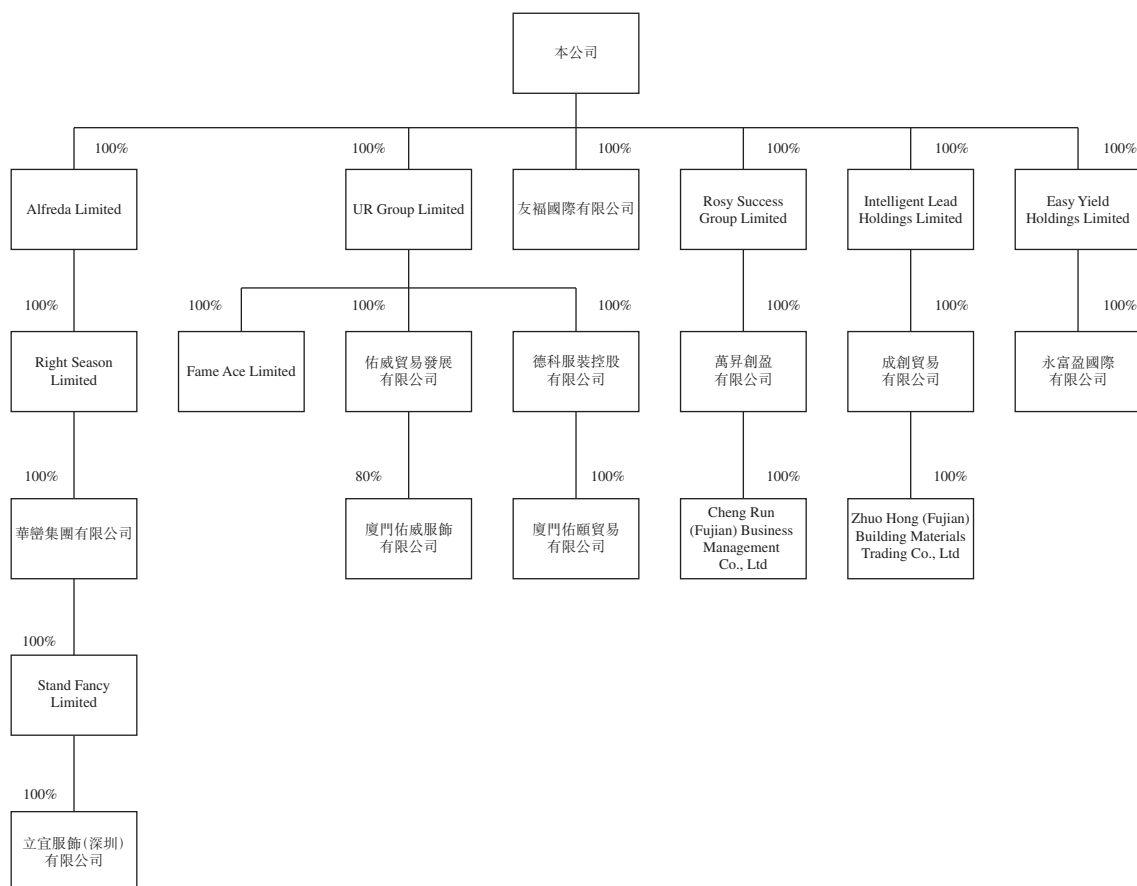 本公司
100%
100%
100%
100%
100%
100%
Alfreda Limited
UR Group Limited
友福國際有限公司
Rosy Success
Group Limited
Intelligent Lead
Holdings Limited
Easy Yield
Holdings Limited
100%
100%
100%
100%
100%
100%
100%
Right Season
Limited
Fame Ace Limited
佑威貿易發展
有限公司
德科服裝控股
有限公司
萬昇創盈
有限公司
成創貿易
有限公司
永富盈國際
有限公司
100%
80%
100%
100%
100%
華巒集團有限公司
廈門佑威服飾
有限公司
廈門佑頤貿易
有限公司
Cheng Run
(Fujian) Business
Management
Co., Ltd
Zhuo Hong (Fujian)
Building Materials
Trading Co., Ltd
100%
Stand Fancy
Limited
100%
立宜服飾(深圳)
有限公司